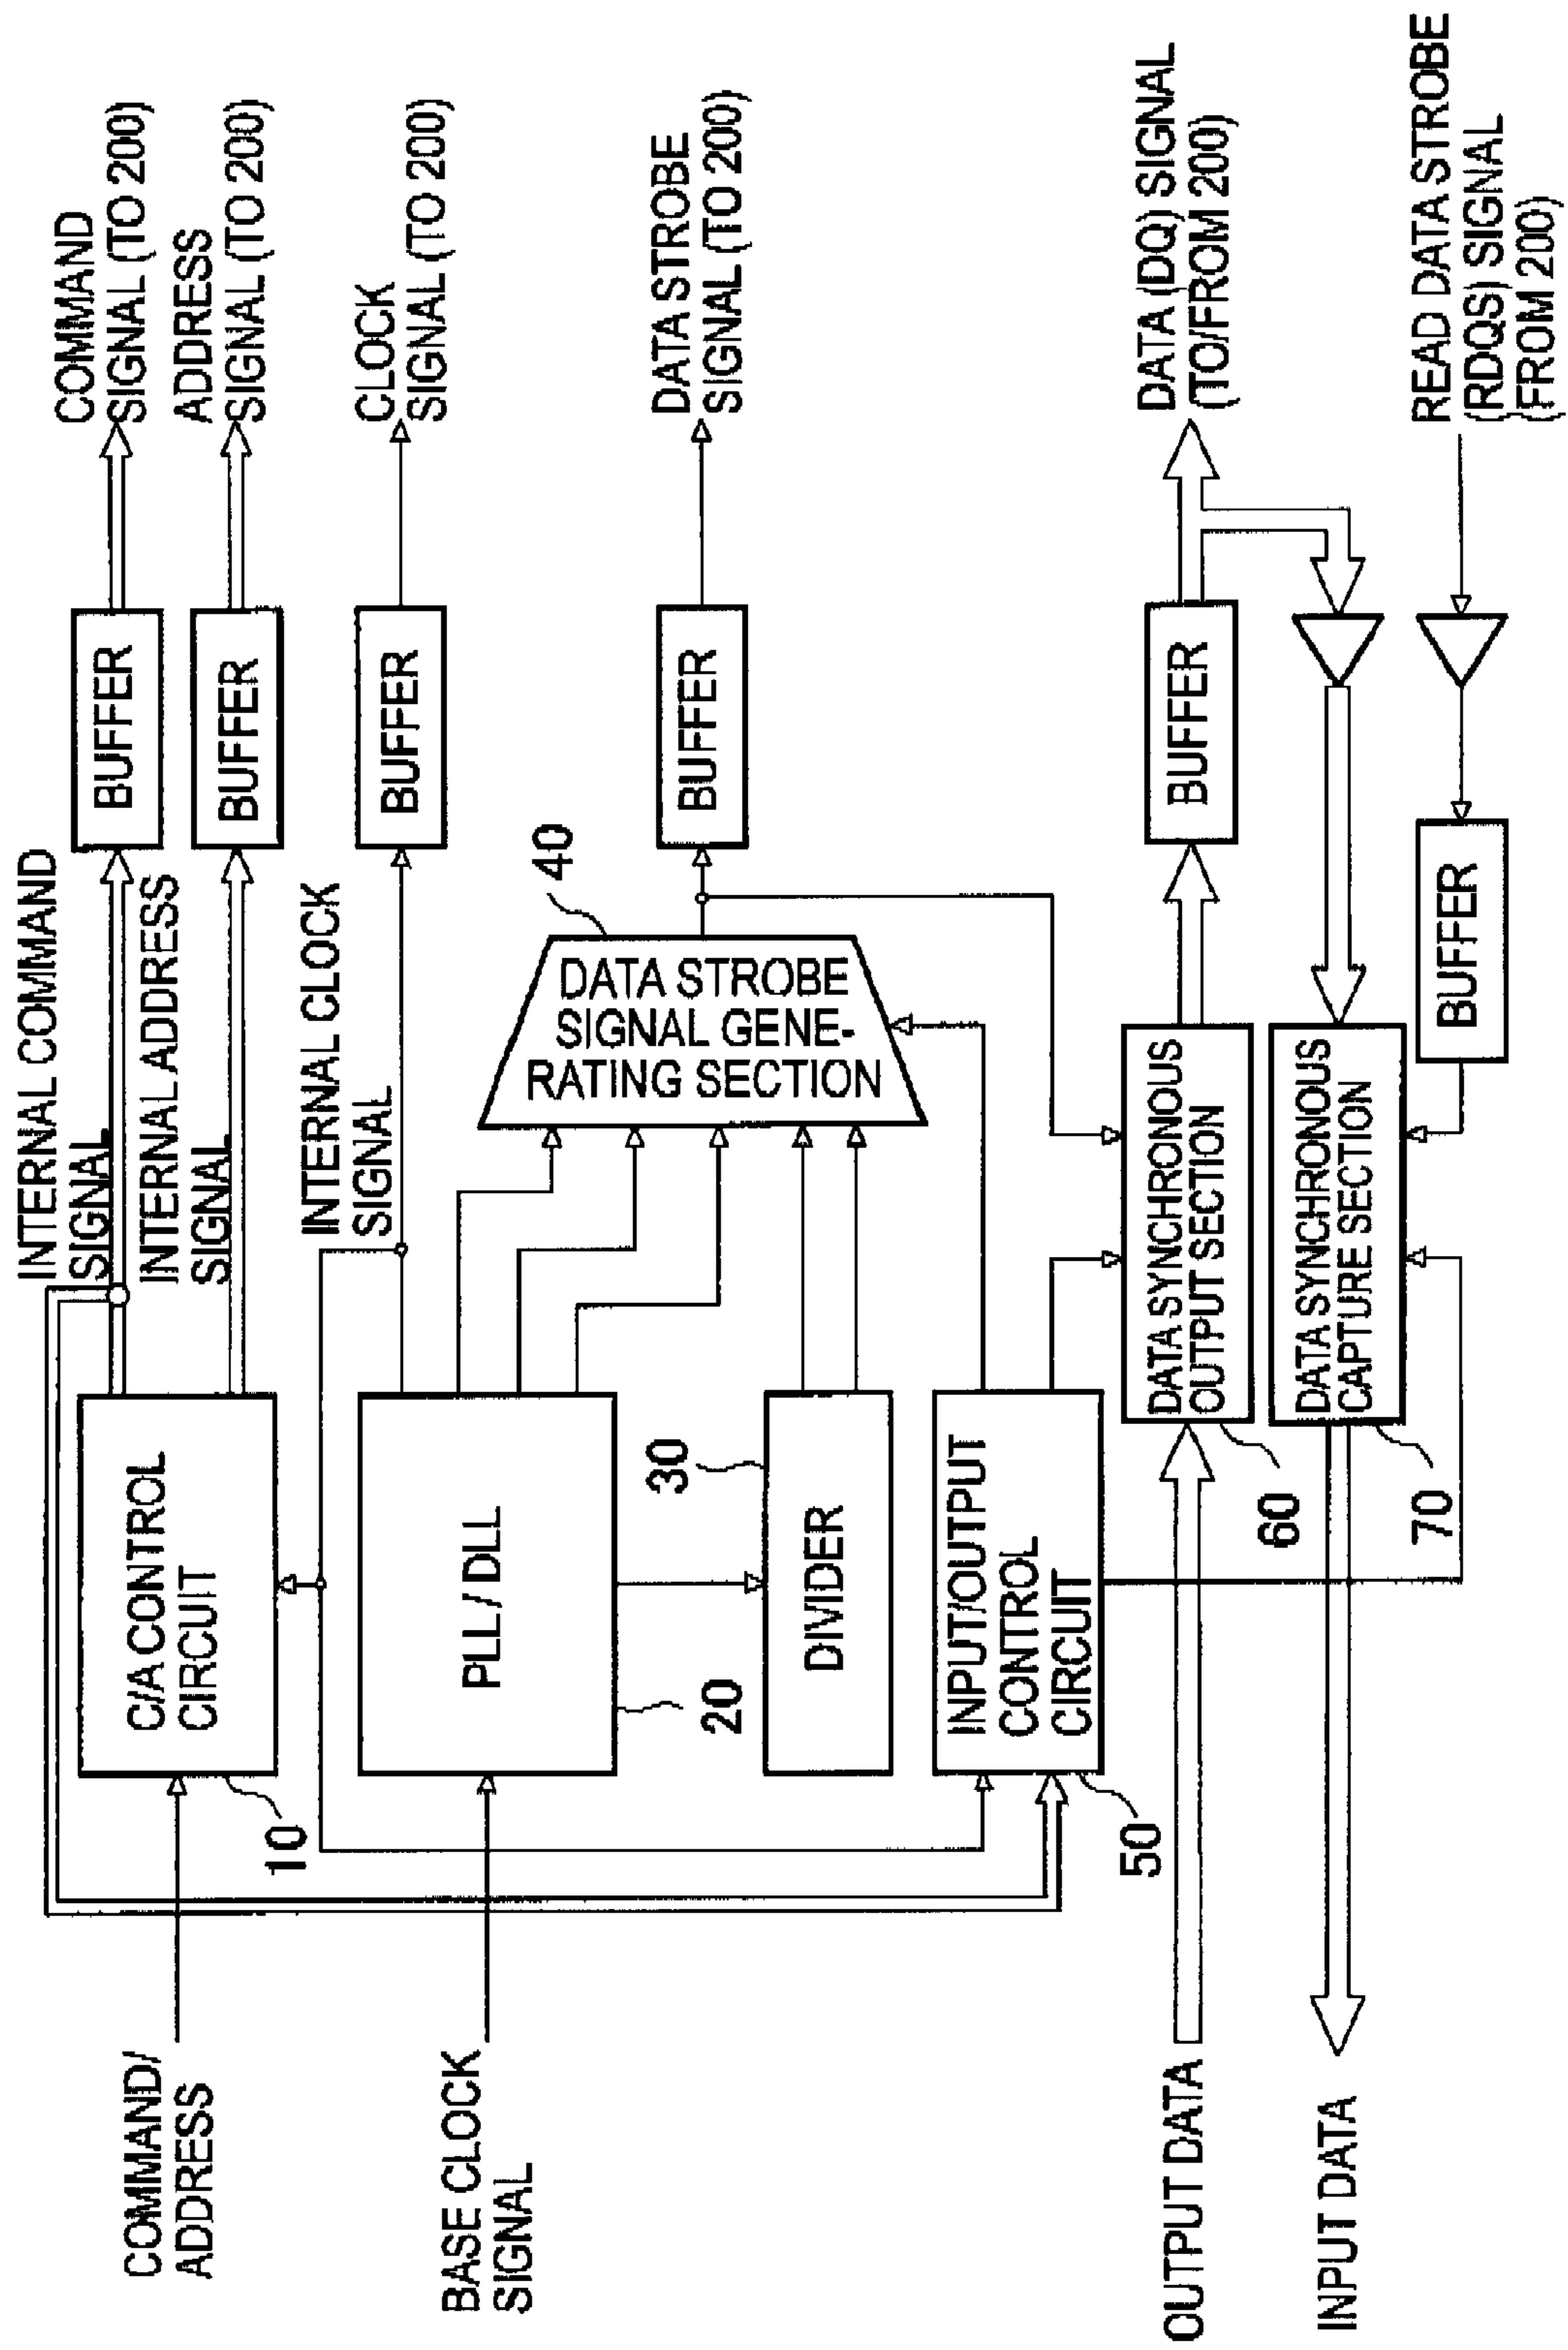 COMMAND/
ADDRESS
10
C/A CONTROL
CIRCUIT
INTERNAL COMMAND
SIGNAL
INTERNAL ADDRESS
SIGNAL
BUFFER
BUFFER
COMMAND
SIGNAL (TO 200)
ADDRESS
SIGNAL (TO 200)
BASE CLOCK
SIGNAL
PLL / DLL
20
INTERNAL CLOCK
SIGNAL
BUFFER
CLOCK
SIGNAL (TO 200)
30
DIVIDER
40
DATA STROBE
SIGNAL GENE-
RATING SECTION
BUFFER
DATA STROBE
SIGNAL (TO 200)
INPUT/OUTPUT
CONTROL
CIRCUIT
50
OUTPUT DATA
DATA SYNCHRONOUS
OUTPUT SECTION
60
BUFFER
DATA (DQ) SIGNAL
(TO/FROM 200)
INPUT DATA
DATA SYNCHRONOUS
CAPTURE SECTION
70
BUFFER
READ DATA STROBE
(RDQS) SIGNAL
(FROM 200)